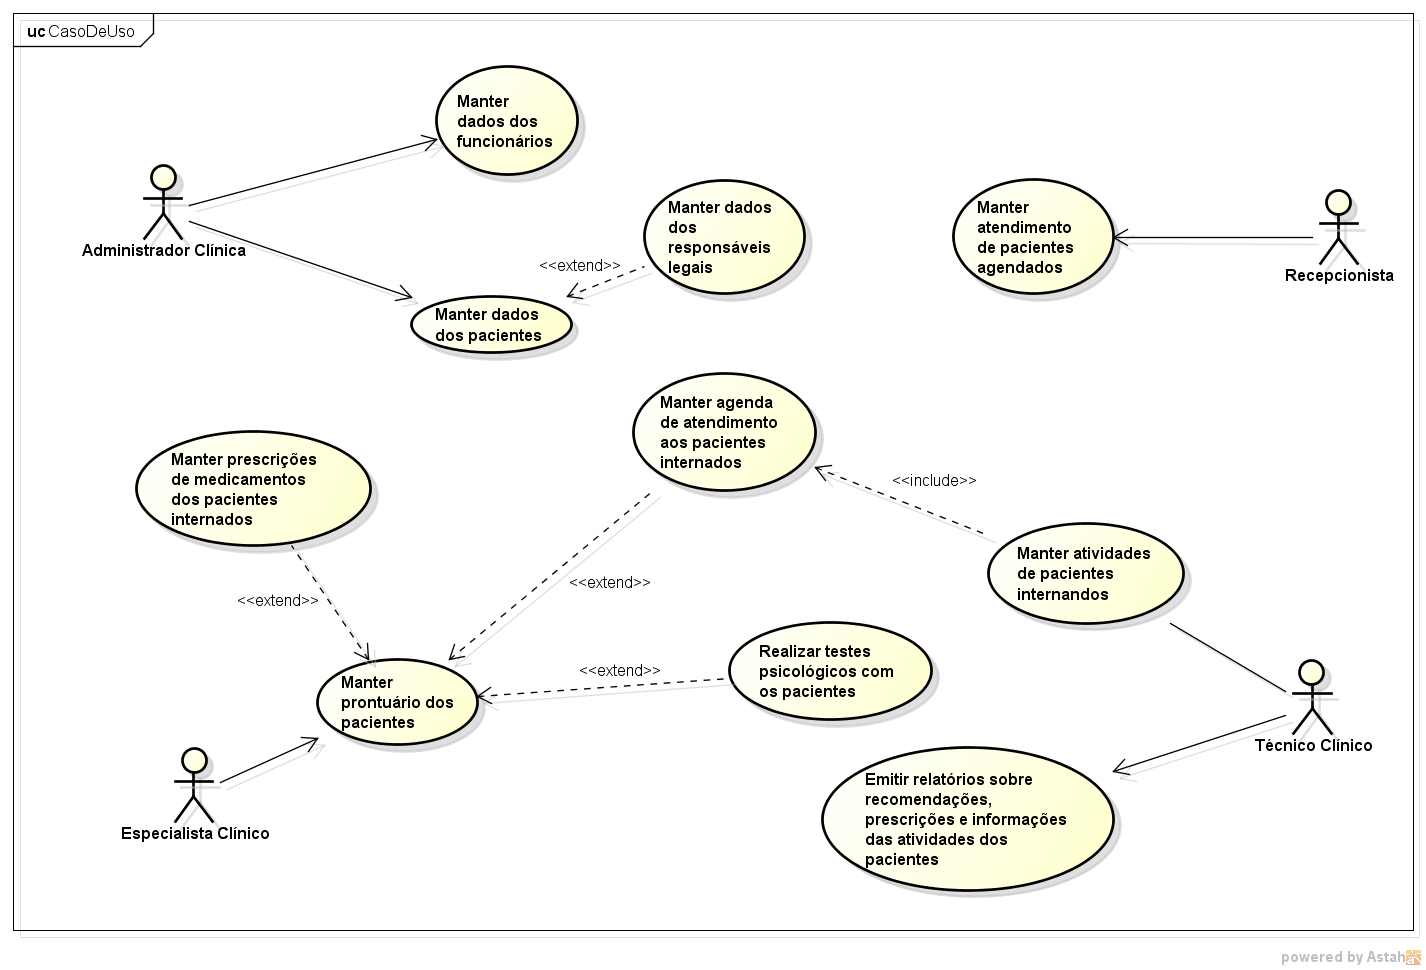 uc CasoDeUso
Manter
dados dos
funcionários
Administrador Clínica
Manter dados
dos
responsáveis
legais
Manter
atendimento
de pacientes
agendados
Recepcionista
<<extend>>
Manter dados
dos pacientes
Manter agenda
de atendimento
aos pacientes
internados
Manter prescrições
de medicamentos
dos pacientes
internados
<<include>>
Manter atividades
de pacientes
internandos
<<extend>>
<<extend>>
Realizar testes
psicológicos com
os pacientes
<<extend>>
Manter
prontuário dos
pacientes
Técnico Clínico
Emitir relatórios sobre
recomendações,
prescrições e informações
das atividades dos
pacientes
Especialista Clínico
powered by Astah